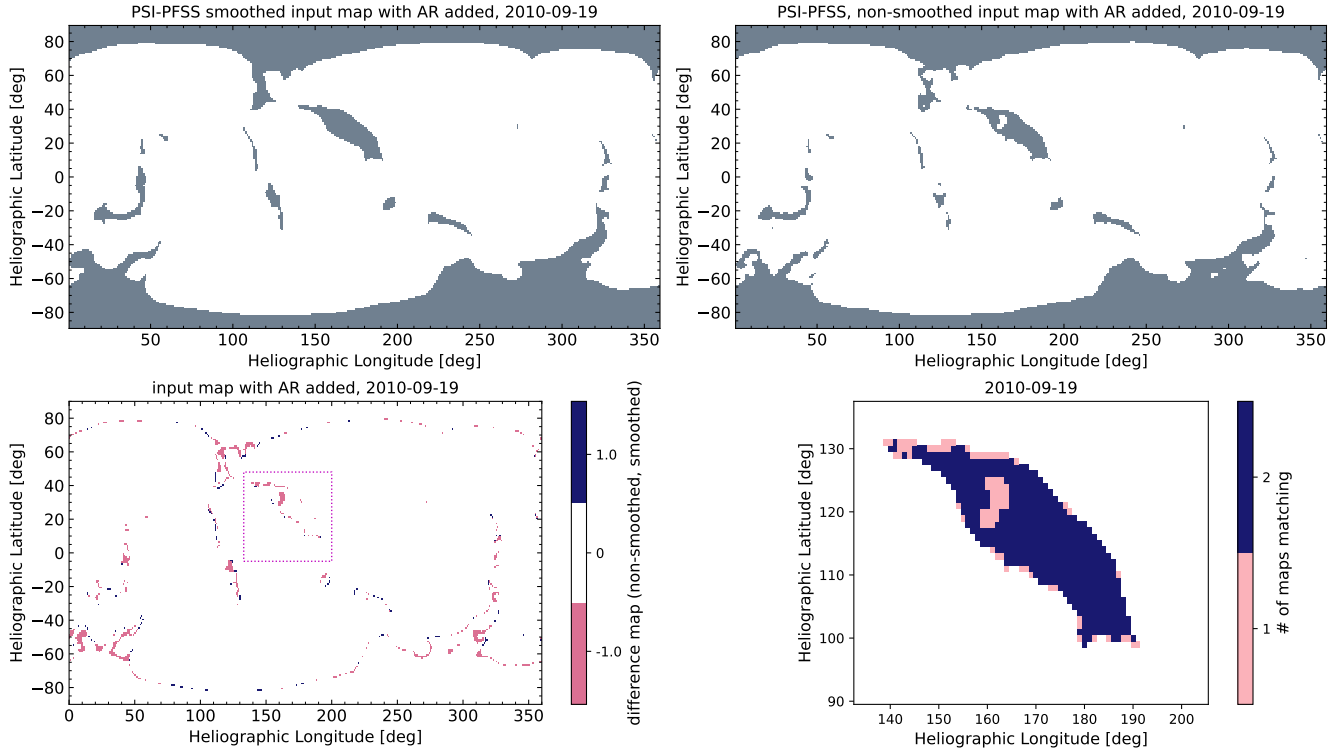 PSI-PFSS smoothed input map with AR added, 2010-09-19
80
60
40
20
0
−20
−40
−60
−80
Heliographic Latitude [deg]
50 100 150 200 250 300 350
Heliographic Longitude [deg]
PSI-PFSS, non-smoothed input map with AR added, 2010-09-19
80
60
40
20
0
−20
−40
−60
−80
Heliographic Latitude [deg]
50 100 150 200 250 300 350
Heliographic Longitude [deg]
input map with AR added, 2010-09-19
80
60
40
20
0
−20
−40
−60
−80
Heliographic Latitude [deg]
0 50 100 150 200 250 300 350
Heliographic Longitude [deg]
1.0
0
-1.0
difference map (non-smoothed, smoothed)
2010-09-19
130
120
110
100
90
Heliographic Latitude [deg]
140 150 160 170 180 190 200
Heliographic Longitude [deg]
2
1
# of maps matching